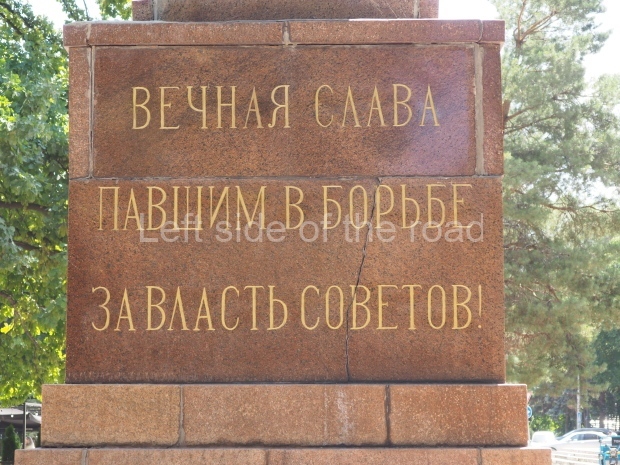 ВЕЧНАЯ СЛАВА
ПАВШИМ В БОРЬБЕ
Left side of the road
ЗА ВЛАСТЬ СОВЕТОВ!